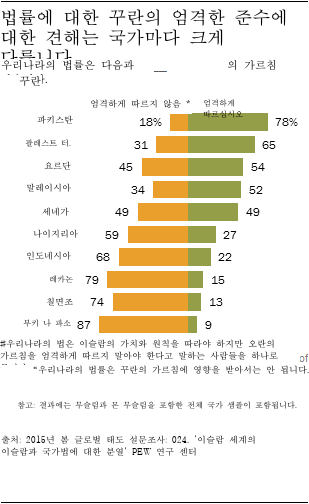 법률에 대한 꾸란의 엄격한 준수에
대한 견해는 국가마다 크게
다릅니다
우리나라의 법률은 다음과 __ 의 가르침
꾸란.
엄격하게 따르지 않음 * 엄격하게
따르십시오
파키스탄 18% 78%
팔레스트 터. 31 65
요르단 45 54
말레이시아 34 52
세네가 49 49
나이지리아 59 27
인도네시아 68 22
레카논 79 15
칠면조 74 13
부키 나 파소 87 9
#우리나라의 법은 이슬람의 가치와 원칙을 따라야 하지만 오란의
가르침을 엄격하게 따르지 말아야 한다고 말하는 사람들을 하나로 of
"우리나라의 법률은 꾸란의 가르침에 영향을 받아서는 안 됩니다.
참고: 결과에는 무슬림과 몬 무슬림을 포함한 전체 국가 샘플이 포함됩니다.
출처: 2015년 봄 글로벌 태도 설문조사: 024. '이슬람 세계의
이슬람과 국가법에 대한 분열' PEW 연구 센터